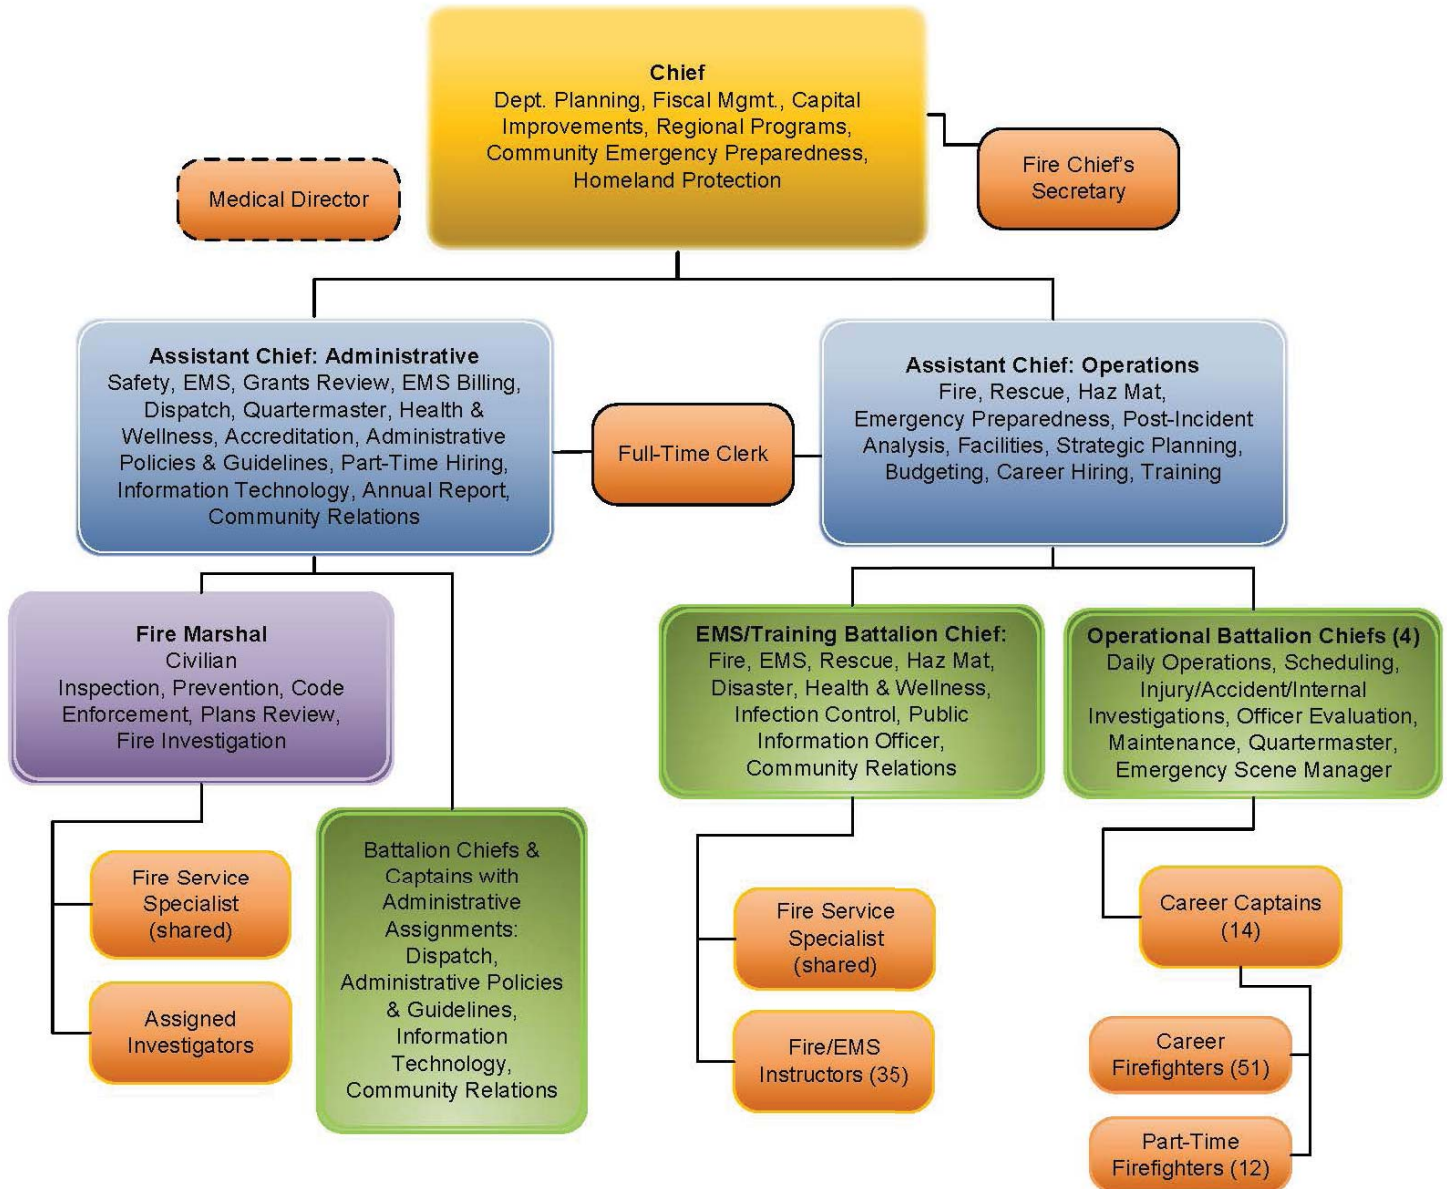 Chief
Dept. Planning, Fiscal Mgmt., Capital
Improvements, Regional Programs,
Community Emergency Preparedness,
Homeland Protection
Medical Director
Fire Chief's
Secretary
Assistant Chief: Administrative
Safety, EMS, Grants Review, EMS Billing,
Dispatch, Quartermaster, Health &
Wellness, Accreditation, Administrative
Policies & Guidelines, Part-Time Hiring,
Information Technology, Annual Report,
Community Relations
Full-Time Clerk
Assistant Chief: Operations
Fire, Rescue, Haz Mat,
Emergency Preparedness, Post-Incident
Analysis, Facilities, Strategic Planning,
Budgeting, Career Hiring, Training
Fire Marshal
Civilian
Inspection, Prevention, Code
Enforcement, Plans Review,
Fire Investigation
Fire Service
Specialist
(shared)
Assigned
Investigators
Battalion Chiefs &
Captains with
Administrative
Assignments:
Dispatch,
Administrative Policies
& Guidelines,
Information
Technology,
Community Relations
EMS/Training Battalion Chief:
Fire, EMS, Rescue, Haz Mat,
Disaster, Health & Wellness,
Infection Control, Public
Information Officer,
Community Relations
Fire Service
Specialist
(shared)
Fire/EMS
Instructors (35)
Operational Battalion Chiefs (4)
Daily Operations, Scheduling,
Injury/Accident/Internal
Investigations, Officer Evaluation,
Maintenance, Quartermaster,
Emergency Scene Manager
Career Captains
(14)
Career
Firefighters (51)
Part-Time
Firefighters (12)